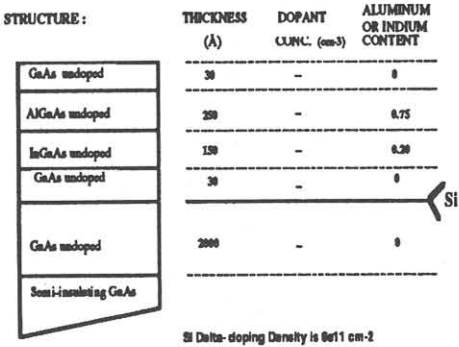 STRUCTURE : THICKNESS DOPANT ALUMINUM OR INDIUM CONTENT
(Å) CONC. (cm-3)
GaAs undoped 30 – 0
AlGaAs undoped 250 – 0.75
InGaAs undoped 150 – 0.20
GaAs undoped 30 – 0
Si
GaAs undoped 2000 – 0
Semi-insulating GaAs
Si Delta- doping Density is 6e11 cm-2